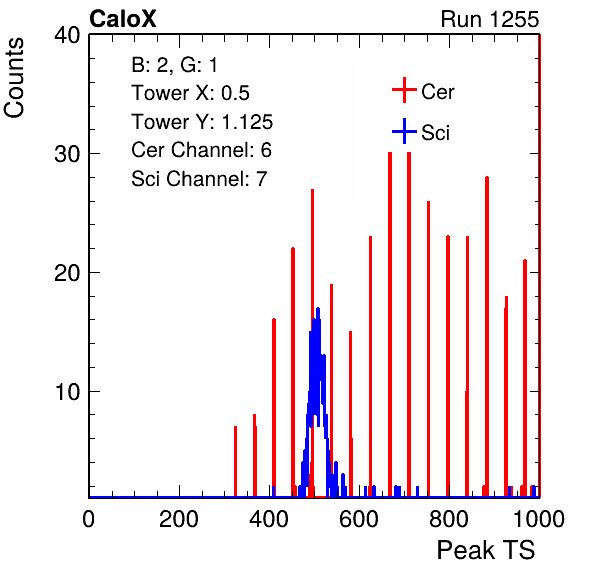 CaloX Run 1255
Counts
40
30
20
10
B: 2, G: 1
Tower X: 0.5
Tower Y: 1.125
Cer Channel: 6
Sci Channel: 7
Cer
Sci
0 200 400 600 800 1000
Peak TS